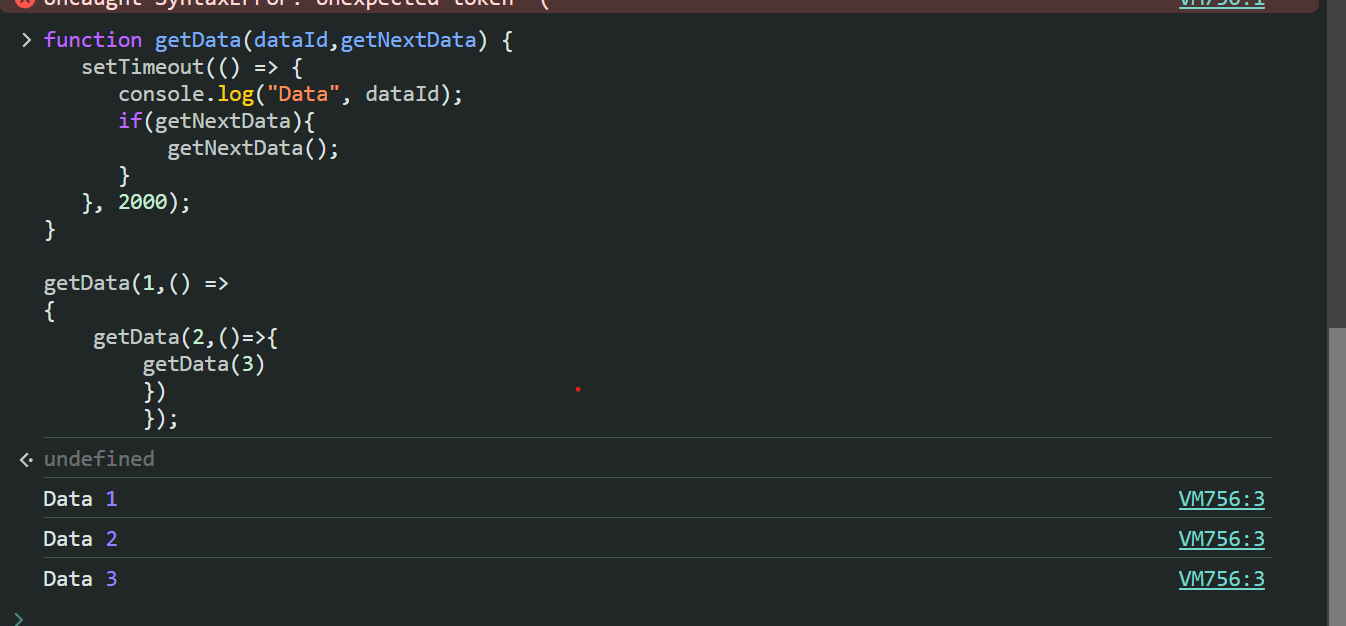 Uncaught SyntaxError: Unexpected token '(' VM750:1
function getData(dataId,getNextData) {
setTimeout(() => {
console.log("Data", dataId);
if(getNextData){
getNextData();
}
}, 2000);
}
getData(1,() =>
{
getData(2,()=>{
getData(3)
})
});
undefined
Data 1 VM756:3
Data 2 VM756:3
Data 3 VM756:3